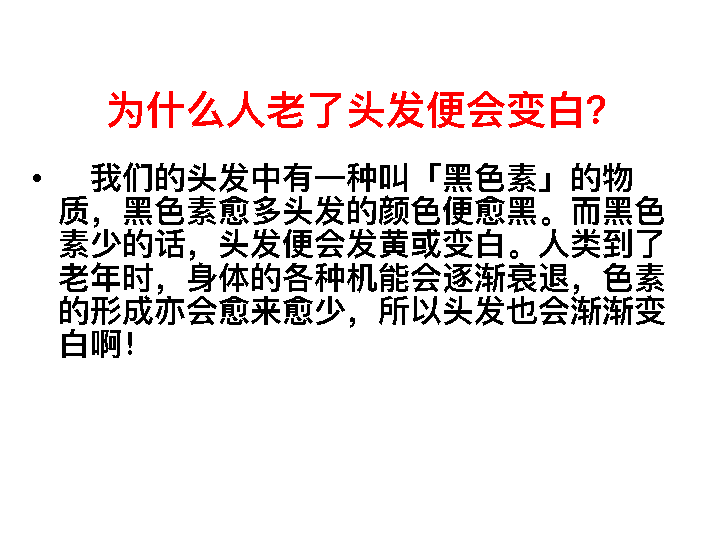 为什么人老了头发便会变白?
• 我们的头发中有一种叫「黑色素」的物
质，黑色素愈多头发的颜色便愈黑。而黑色
素少的话，头发便会发黄或变白。人类到了
老年时，身体的各种机能会逐渐衰退，色素
的形成亦会愈来愈少，所以头发也会渐渐变
白啊！